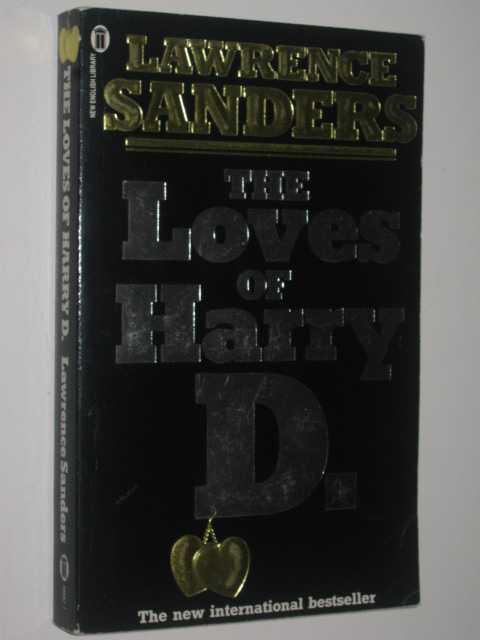 NEW ENGLISH LIBRARY
LAWRENCE
SANDERS
THE
Loves
OF
Harry
D.
The new international bestseller
THE LOVES OF HARRY D. Lawrence Sanders